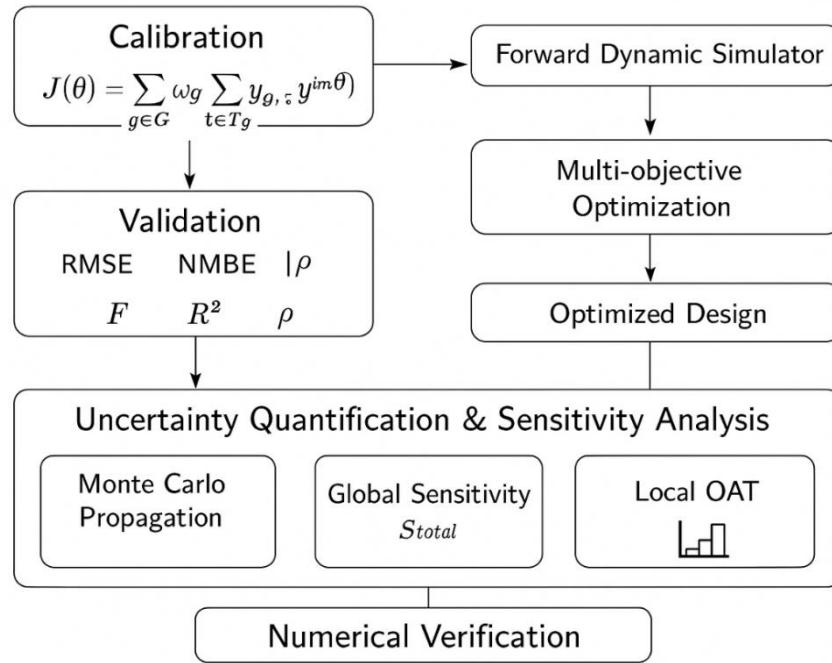 Calibration
J(θ) = ∑ ω_g ∑ y_g, y^{im}θ)
g∈G t∈T_g
Forward Dynamic Simulator
Multi-objective
Optimization
Validation
RMSE NMBE |ρ
F R² ρ
Optimized Design
Uncertainty Quantification & Sensitivity Analysis
Monte Carlo
Propagation
Global Sensitivity
S_total
Local OAT
Numerical Verification